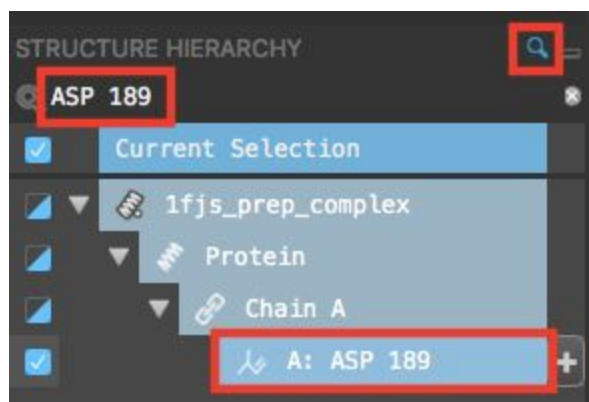 STRUCTURE HIERARCHY
ASP 189
Current Selection
1fjs_prep_complex
Protein
Chain A
A: ASP 189